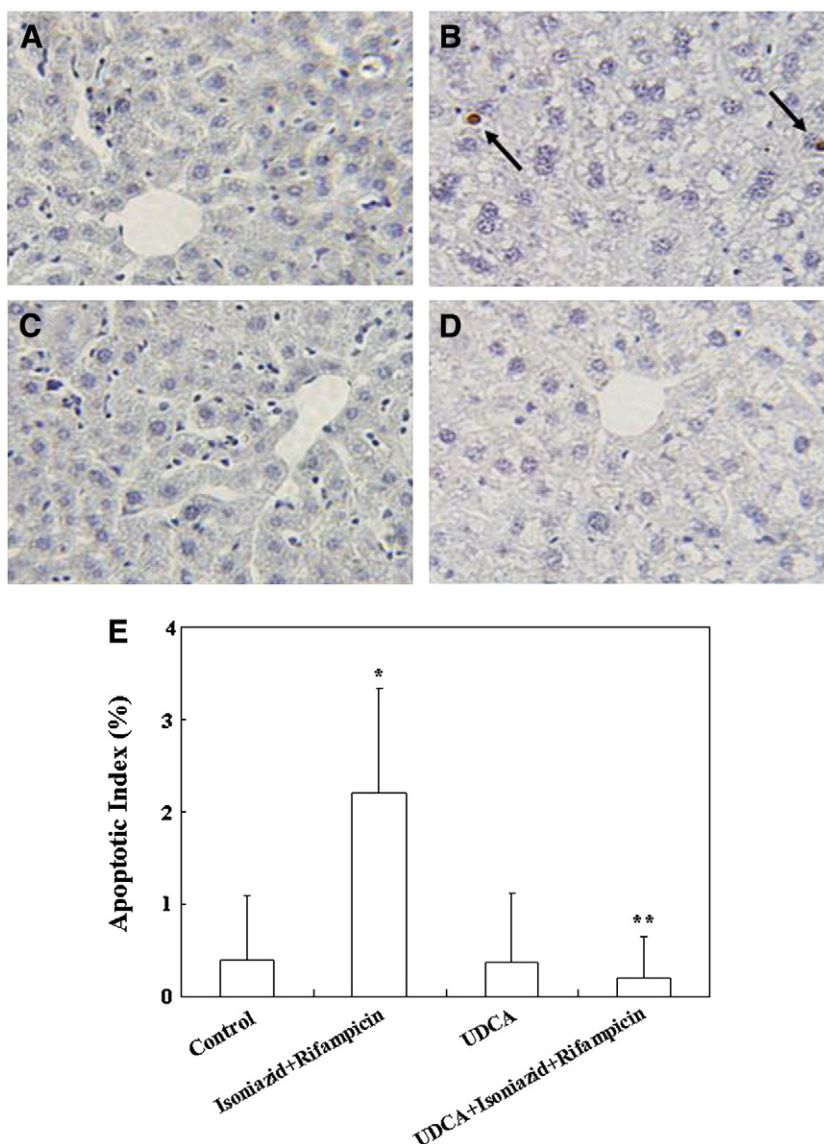 A
B
C
D
E
4
3
2
1
0
Apoptotic Index (%)
*
**
Control
Isoniazid+Rifampicin
UDCA
UDCA+Isoniazid+Rifampicin